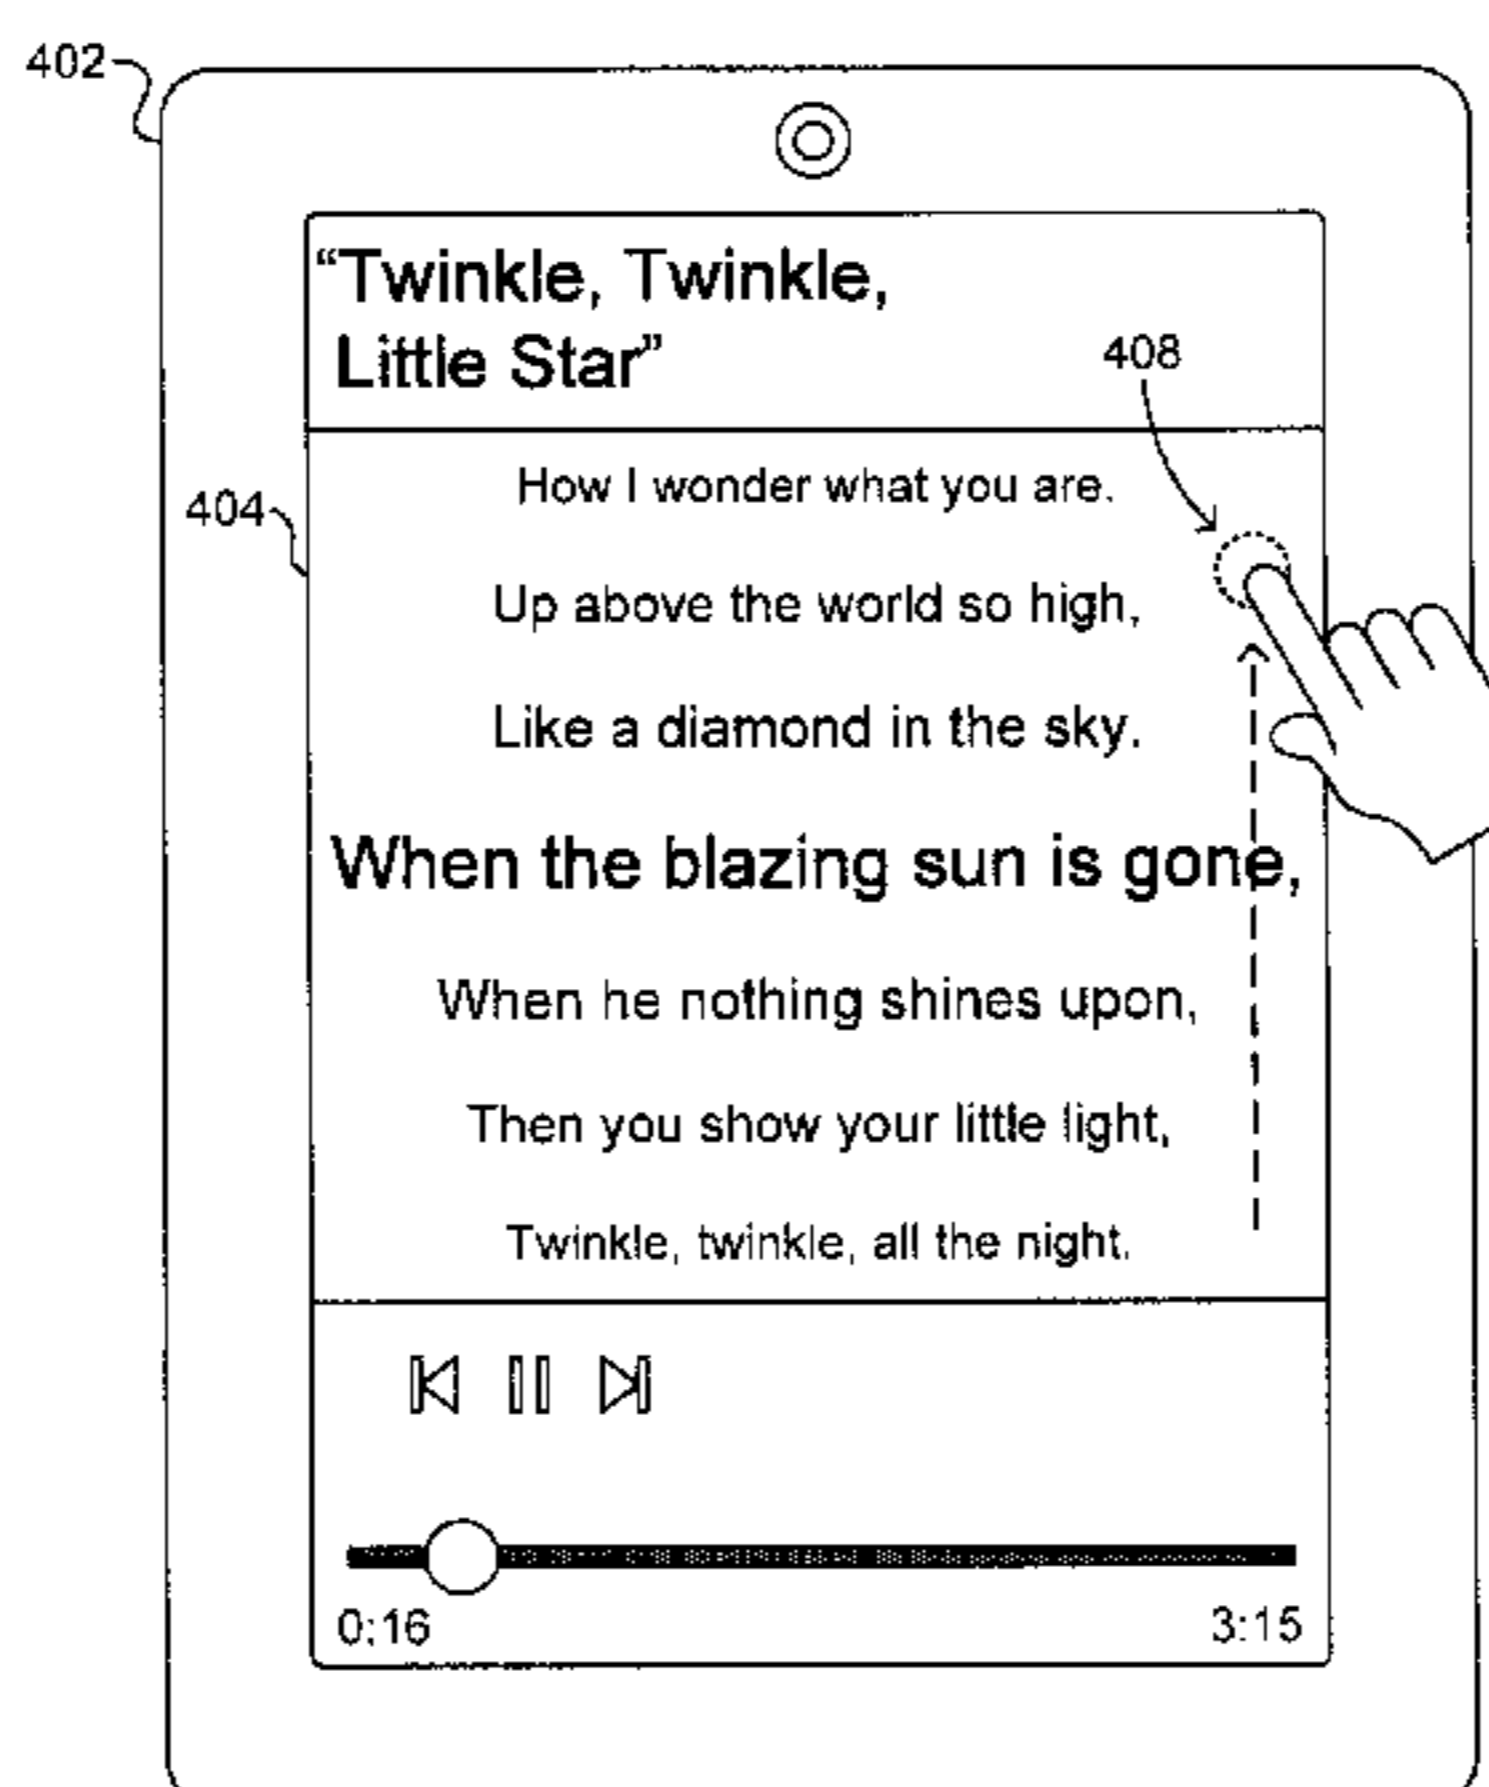 402
“Twinkle, Twinkle,
Little Star”
408
How I wonder what you are.
404
Up above the world so high,
Like a diamond in the sky.
When the blazing sun is gone,
When he nothing shines upon,
Then you show your little light,
Twinkle, twinkle, all the night.
0:16
3:15